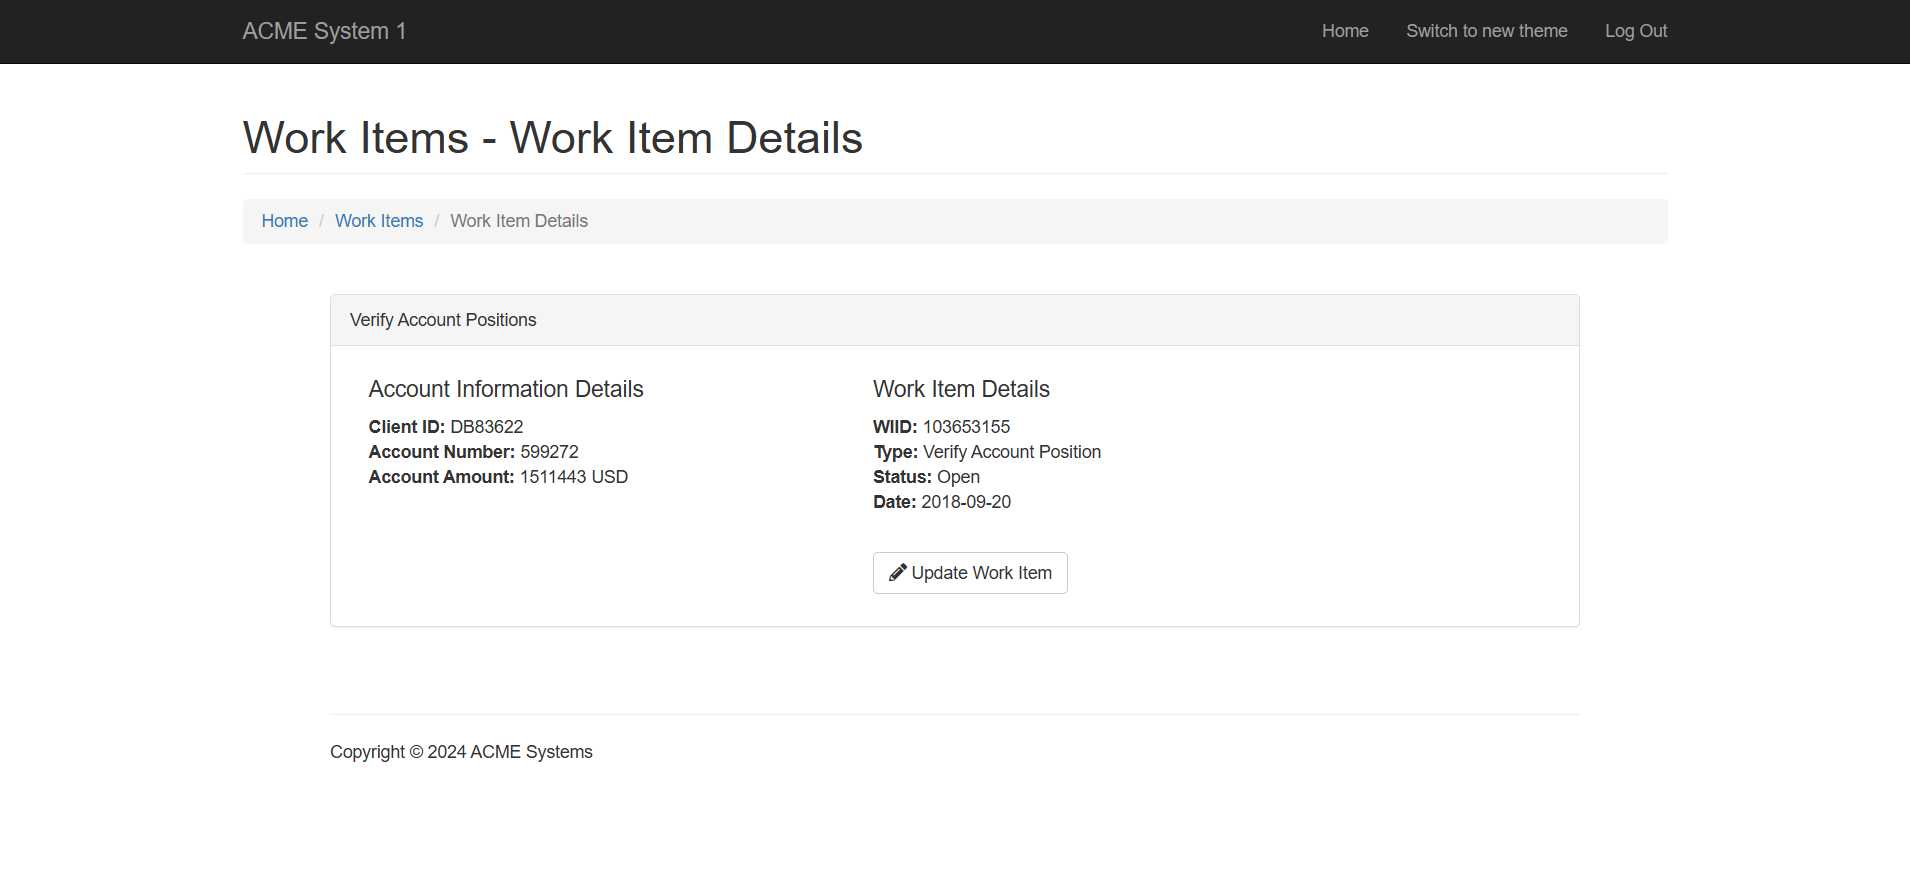 ACME System 1
Home
Switch to new theme
Log Out
Work Items - Work Item Details
Home / Work Items / Work Item Details
Verify Account Positions
Account Information Details
Client ID: DB83622
Account Number: 599272
Account Amount: 1511443 USD
Work Item Details
WIID: 103653155
Type: Verify Account Position
Status: Open
Date: 2018-09-20
Update Work Item
Copyright © 2024 ACME Systems